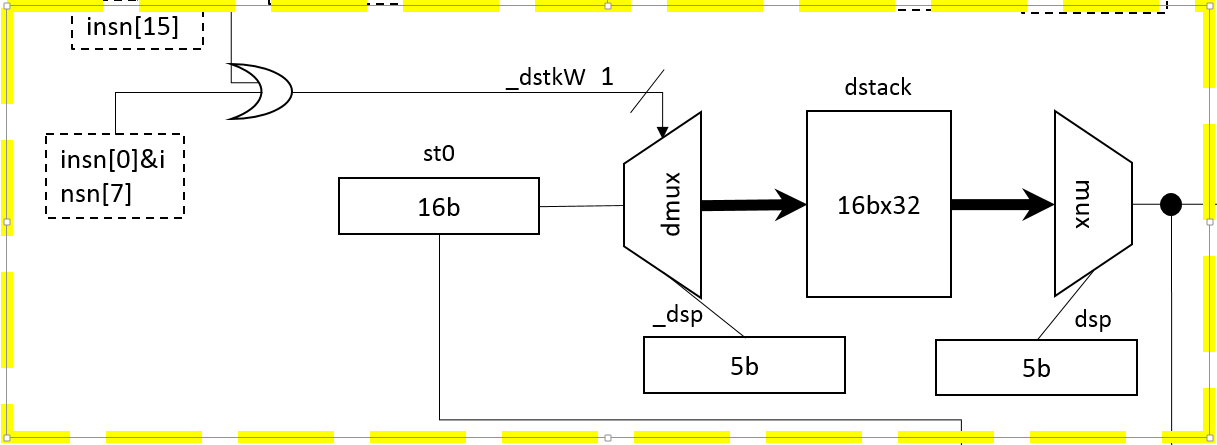 insn[15]
_dstkW 1
dstack
insn[0]&i
nsn[7]
st0
16b
dmux
16bx32
mux
_dsp
dsp
5b
5b